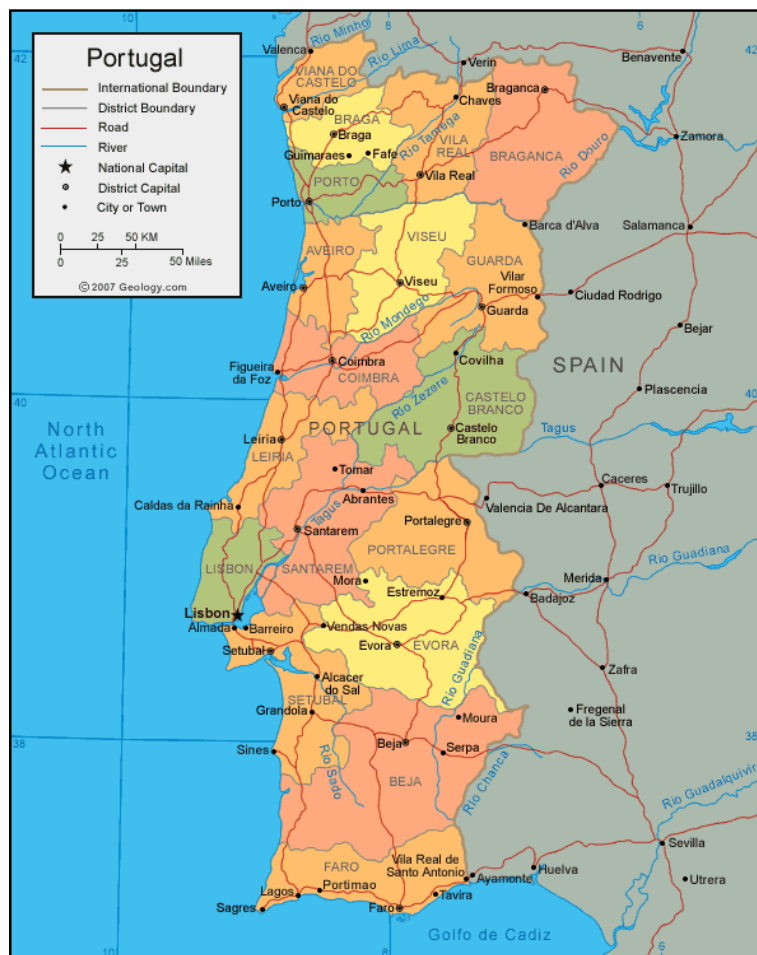 Portugal
International Boundary
District Boundary
Road
River
National Capital
District Capital
City or Town
0 25 50 KM
0 25 50 Miles
© 2007 Geology.com
10
8
6
42
42
Rio Minho
Valenca
Rio Lima
Verin
Benavente
VIANA DO
CASTELO
Viana do
Castelo
Chaves
Braganca
BRAGA
Braga
Rio Tamega
Zamora
Guimaraes
Fafe
VILA
REAL
BRAGANCA
Rio Douro
PORTO
Vila Real
Porto
Barca d'Alva
Salamanca
AVEIRO
VISEU
GUARDA
Vilar
Formoso
Aveiro
Viseu
Ciudad Rodrigo
Rio Mondego
Guarda
Bejar
Coimbra
Covilha
SPAIN
Figueira
da Foz
COIMBRA
Rio Zezere
CASTELO
BRANCO
Plascencia
40
40
North
Atlantic
Ocean
PORTUGAL
Castelo
Branco
Tagus
Leiria
LEIRIA
Tomar
Abrantes
Caceres
Trujillo
Caldas da Rainha
Tagus
Valencia De Alcantara
Santarem
Portalegre
PORTALEGRE
Rio Guadiana
LISBON
SANTAREM
Mora
Merida
Estremoz
Badajoz
Lisbon
Almada
Barreiro
Vendas Novas
Evora
EVORA
Setubal
Rio Guadiana
Zafra
Alcacer
do Sal
SETUBAL
Grandola
Moura
Fregenal
de la Sierra
38
38
Sines
Beja
Serpa
Rio Sado
Rio Chanca
BEJA
Rio Guadalquivir
Sevilla
FARO
Vila Real de
Santo Antonio
Huelva
Ayamonte
Utrera
Lagos
Portimao
Tavira
Sagres
Faro
Golfo de Cadiz
10
8
6